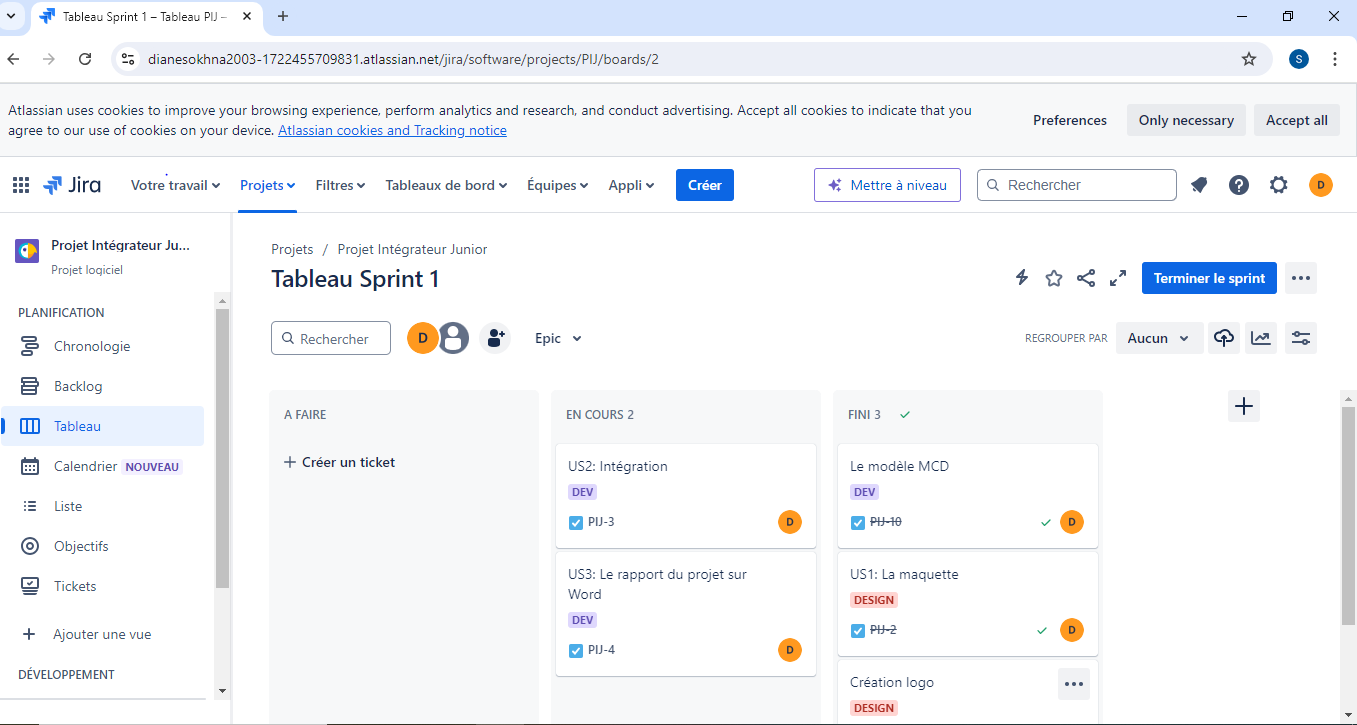 Tableau Sprint 1 – Tableau PIJ –
dianesokhna2003-1722455709831.atlassian.net/jira/software/projects/PIJ/boards/2
S
Atlassian uses cookies to improve your browsing experience, perform analytics and research, and conduct advertising. Accept all cookies to indicate that you
agree to our use of cookies on your device. Atlassian cookies and Tracking notice
Preferences
Only necessary
Accept all
Jira
Votre travail
Projets
Filtres
Tableaux de bord
Équipes
Appli
Créer
Mettre à niveau
Rechercher
D
Projet Intégrateur Ju...
Projet logiciel
PLANIFICATION
Chronologie
Backlog
Tableau
Calendrier NOUVEAU
Liste
Objectifs
Tickets
Ajouter une vue
DÉVELOPPEMENT
Projets / Projet Intégrateur Junior
Tableau Sprint 1
Terminer le sprint
Rechercher
D
Epic
REGROUPER PAR
Aucun
A FAIRE
Créer un ticket
EN COURS 2
US2: Intégration
DEV
PIJ-3
D
US3: Le rapport du projet sur
Word
DEV
PIJ-4
D
FINI 3
Le modèle MCD
DEV
PIJ-10
D
US1: La maquette
DESIGN
PIJ-2
D
Création logo
DESIGN